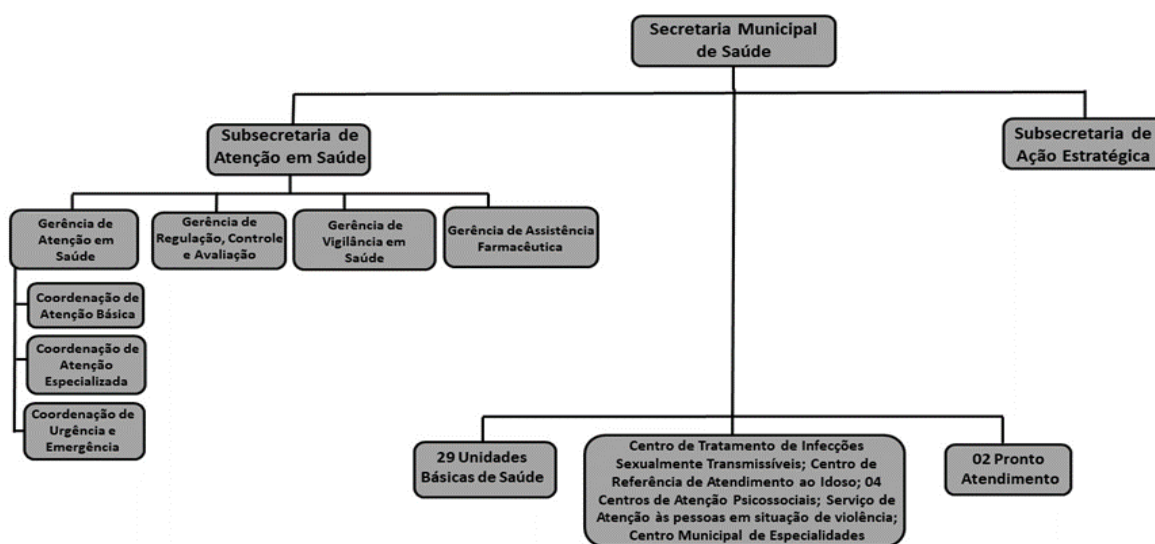 Secretaria Municipal
de Saúde
Subsecretaria de
Atenção em Saúde
Subsecretaria de
Ação Estratégica
Gerência de
Atenção em
Saúde
Gerência de
Regulação, Controle
e Avaliação
Gerência de
Vigilância em
Saúde
Gerência de Assistência
Farmacêutica
Coordenação de
Atenção Básica
Coordenação de
Atenção
Especializada
Coordenação de
Urgência e
Emergência
29 Unidades
Básicas de Saúde
Centro de Tratamento de Infecções
Sexualmente Transmissíveis; Centro de
Referência de Atendimento ao Idoso; 04
Centros de Atenção Psicossociais; Serviço de
Atenção às pessoas em situação de violência;
Centro Municipal de Especialidades
02 Pronto
Atendimento